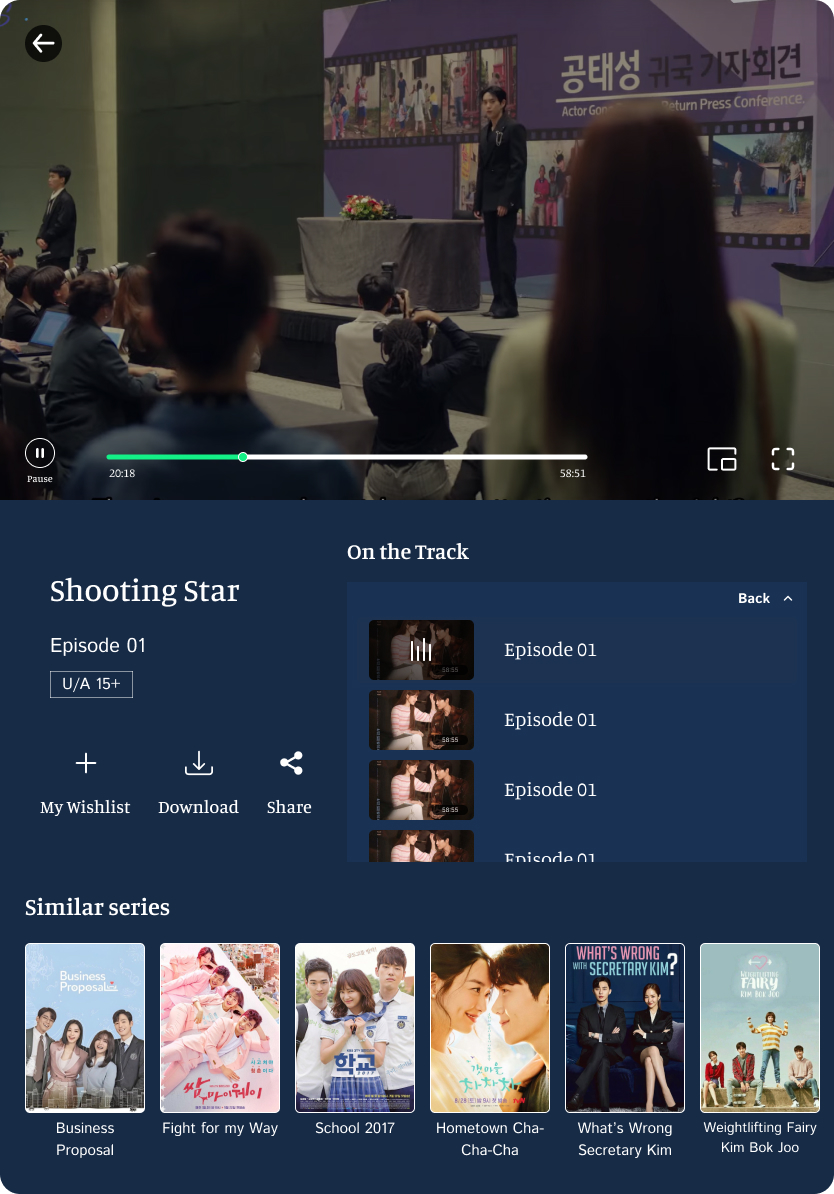 공태성 귀국 기자회견
Actor Gong Return Press Conference.
Pause
20:18
58:51
On the Track
Shooting Star
Back
Episode 01
U/A 15+
58:55
Episode 01
58:55
Episode 01
58:55
Episode 01
Episode 01
My Wishlist
Download
Share
Similar series
Business
Proposal
쌈, 마이웨이
학교
2017
갯마을
차차차
tvN
WHAT'S WRONG
WITH SECRETARY KIM?
WEIGHTLIFTING
FAIRY
KIM BOK JOO
Business
Proposal
Fight for my Way
School 2017
Hometown Cha-
Cha-Cha
What's Wrong
Secretary Kim
Weightlifting Fairy
Kim Bok Joo